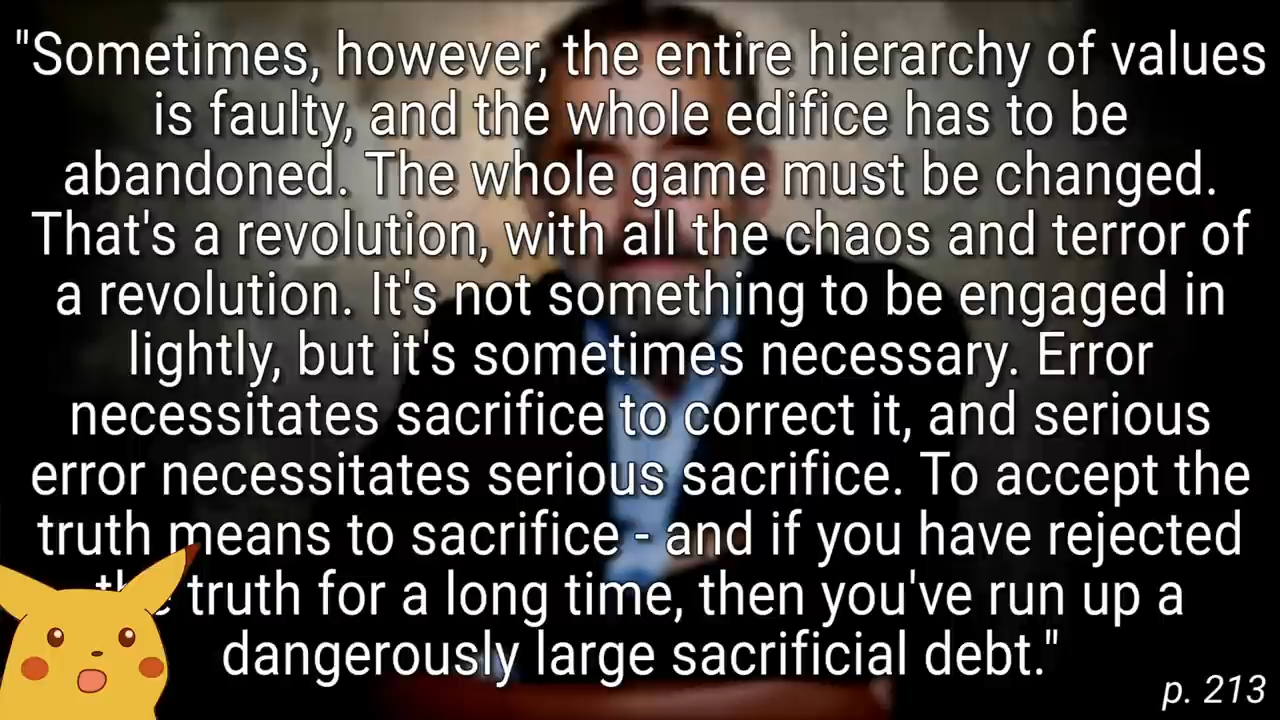 "Sometimes, however, the entire hierarchy of values
is faulty, and the whole edifice has to be
abandoned. The whole game must be changed.
That's a revolution, with all the chaos and terror of
a revolution. It's not something to be engaged in
lightly, but it's sometimes necessary. Error
necessitates sacrifice to correct it, and serious
error necessitates serious sacrifice. To accept the
truth means to sacrifice - and if you have rejected
the truth for a long time, then you've run up a
dangerously large sacrificial debt."
p. 213